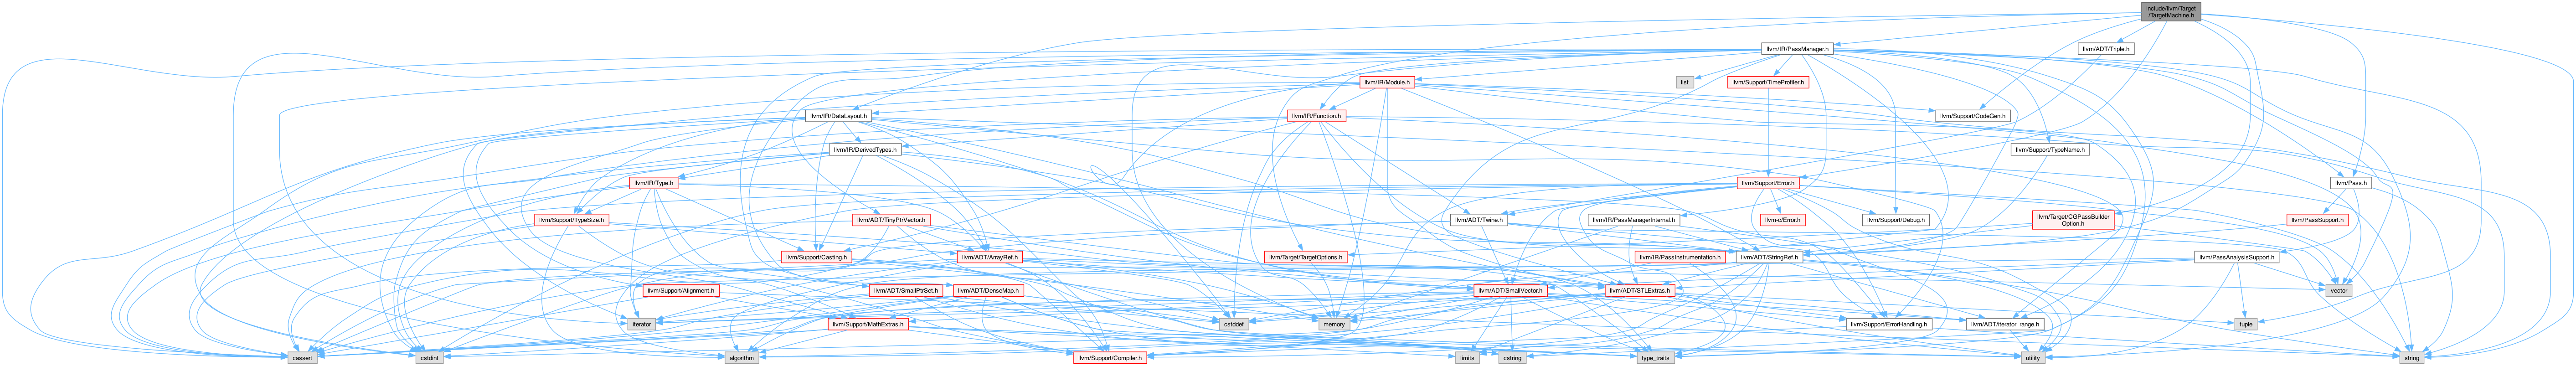 include/llvm/Target
/TargetMachine.h
llvm/IR/PassManager.h
llvm/ADT/Triple.h
list
llvm/Support/TimeProfiler.h
llvm/IR/Module.h
llvm/IR/DataLayout.h
llvm/IR/Function.h
llvm/Support/CodeGen.h
llvm/IR/DerivedTypes.h
llvm/Support/TypeName.h
llvm/IR/Type.h
llvm/Support/Error.h
llvm/Pass.h
llvm/Support/TypeSize.h
llvm/ADT/TinyPtrVector.h
llvm/ADT/Twine.h
llvm-c/Error.h
llvm/IR/PassManagerInternal.h
llvm/Support/Debug.h
llvm/Target/CGPassBuilder
Option.h
llvm/PassSupport.h
llvm/Support/Casting.h
llvm/ADT/ArrayRef.h
llvm/Target/TargetOptions.h
llvm/ADT/StringRef.h
llvm/IR/PassInstrumentation.h
llvm/PassAnalysisSupport.h
llvm/Support/Alignment.h
llvm/ADT/SmallPtrSet.h
llvm/ADT/DenseMap.h
llvm/ADT/SmallVector.h
llvm/ADT/STLExtras.h
vector
iterator
llvm/Support/MathExtras.h
cstddef
memory
llvm/Support/ErrorHandling.h
llvm/ADT/iterator_range.h
tuple
cassert
cstdint
algorithm
llvm/Support/Compiler.h
limits
cstring
type_traits
utility
string